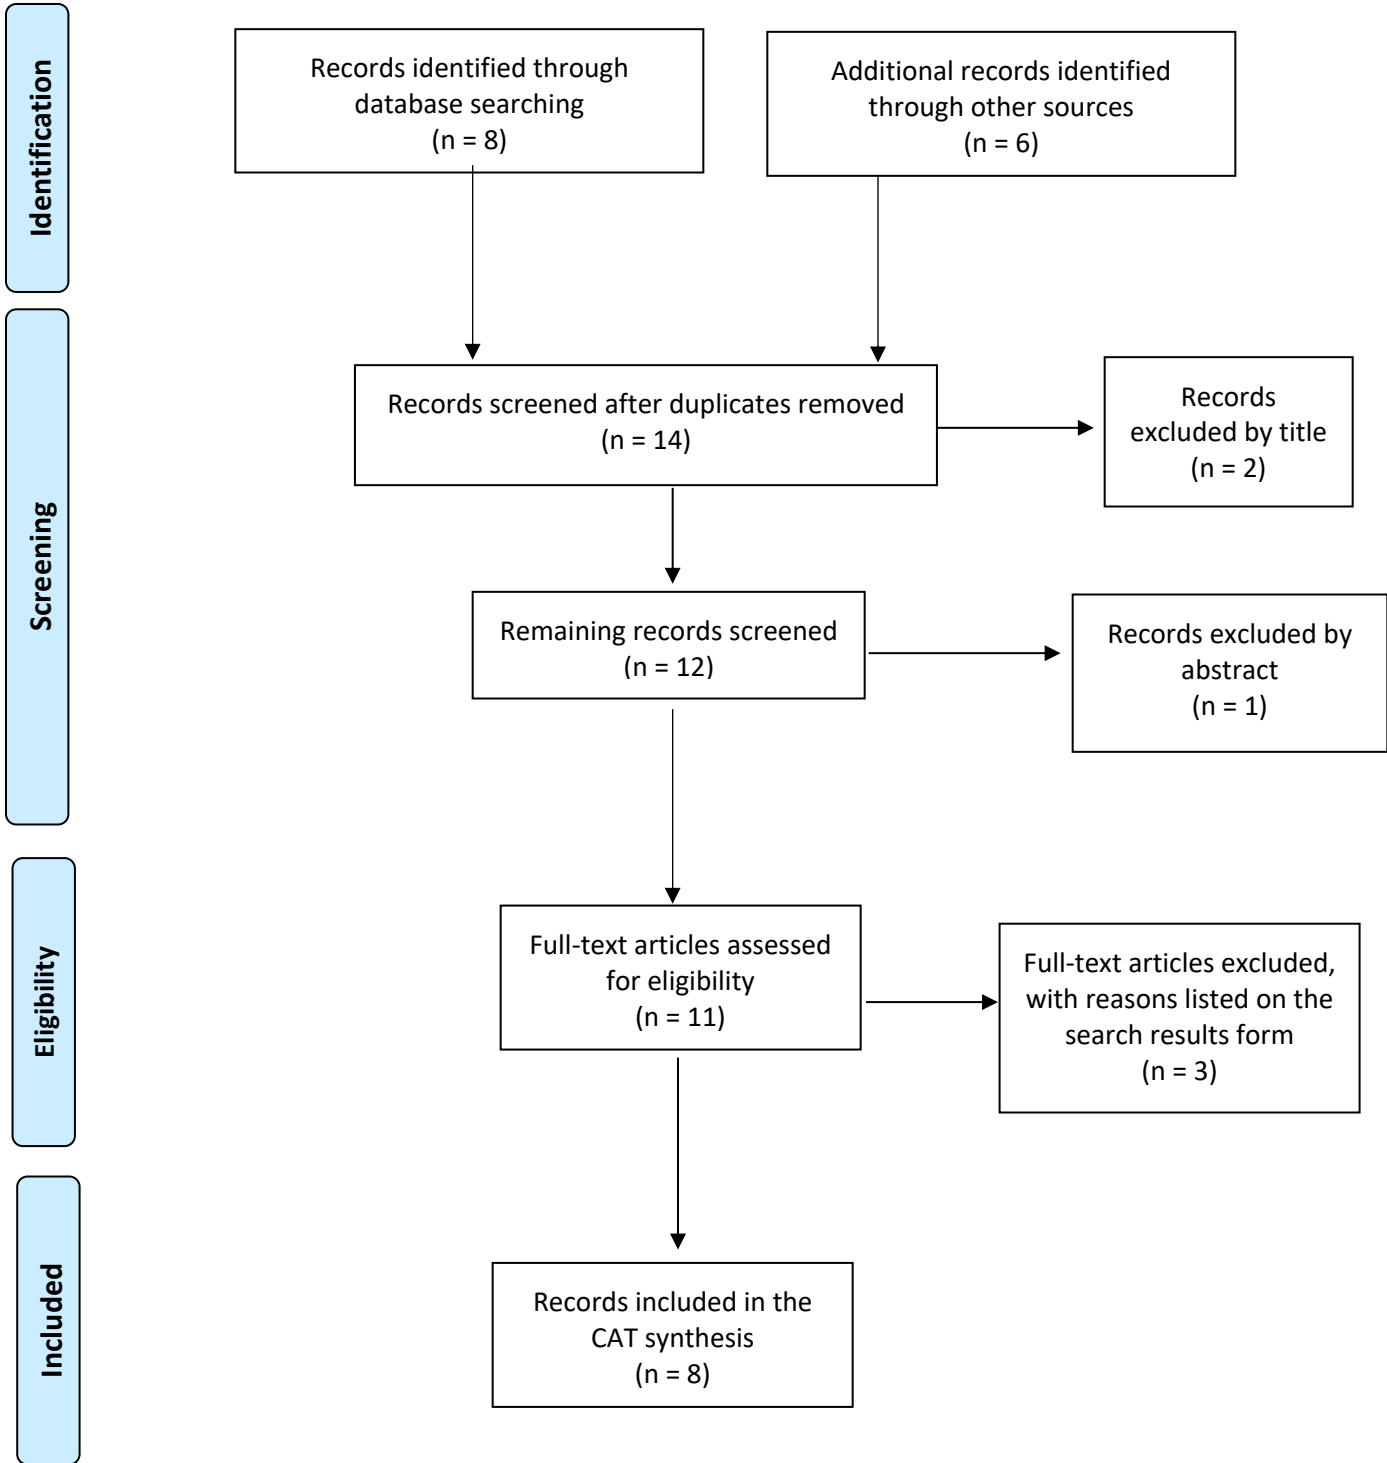 Identification
Records identified through
database searching
(n = 8)
Additional records identified
through other sources
(n = 6)
Screening
Records screened after duplicates removed
(n = 14)
Records
excluded by title
(n = 2)
Remaining records screened
(n = 12)
Records excluded by
abstract
(n = 1)
Eligibility
Full-text articles assessed
for eligibility
(n = 11)
Full-text articles excluded,
with reasons listed on the
search results form
(n = 3)
Included
Records included in the
CAT synthesis
(n = 8)